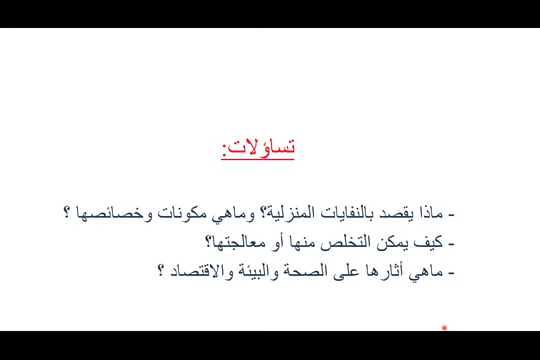 تساؤلات:
- ماذا يقصد بالنفايات المنزلية؟ وماهي مكونات وخصائصها ؟
- كيف يمكن التخلص منها أو معالجتها؟
- ماهي أثارها على الصحة والبيئة والاقتصاد ؟